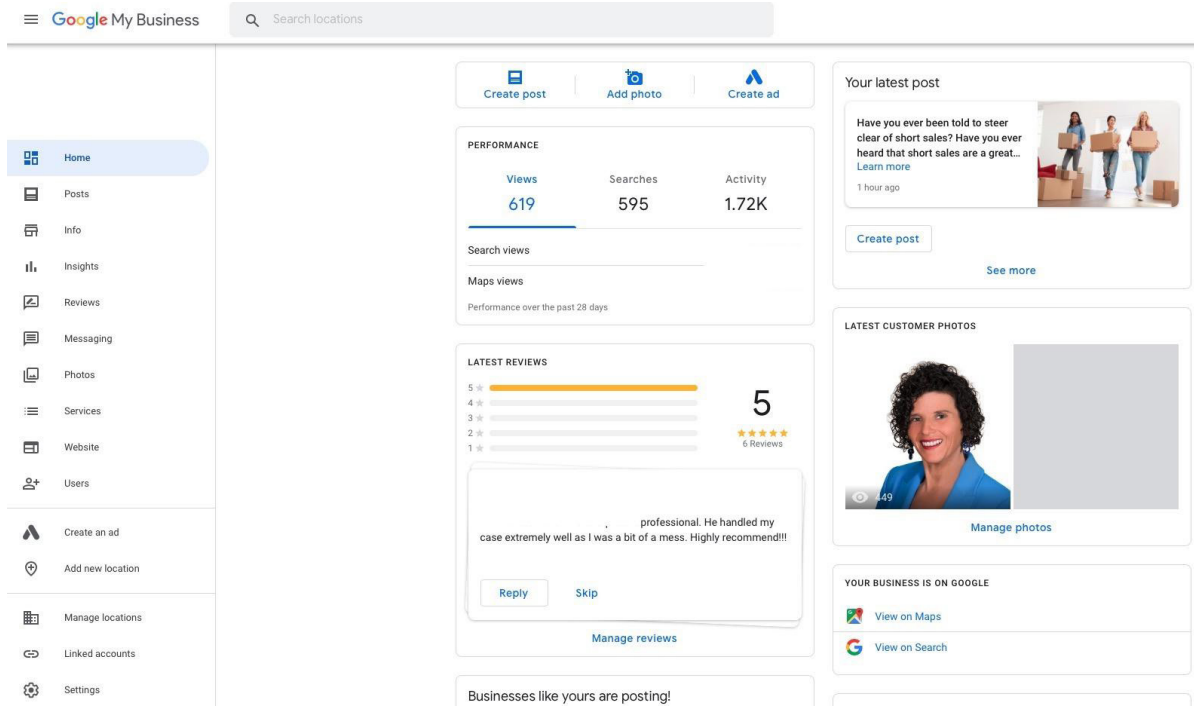 Google My Business
Search locations
Home
Posts
Info
Insights
Reviews
Messaging
Photos
Services
Website
Users
Create an ad
Add new location
Manage locations
Linked accounts
Settings
Create post
Add photo
Create ad
PERFORMANCE
Views
Searches
Activity
619
595
1.72K
Search views
Maps views
Performance over the past 28 days
LATEST REVIEWS
5
4
3
2
1
5
6 Reviews
professional. He handled my
case extremely well as I was a bit of a mess. Highly recommend!!!
Reply
Skip
Manage reviews
Businesses like yours are posting!
Your latest post
Have you ever been told to steer
clear of short sales? Have you ever
heard that short sales are a great...
Learn more
1 hour ago
Create post
See more
LATEST CUSTOMER PHOTOS
449
Manage photos
YOUR BUSINESS IS ON GOOGLE
View on Maps
View on Search